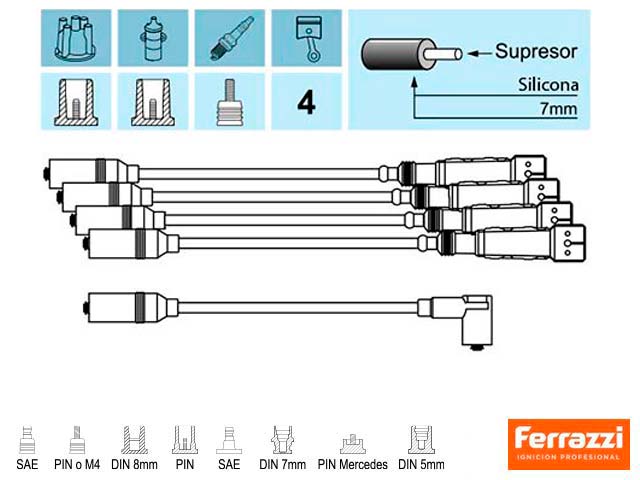 Supresor
Silicona
4
7mm
SAE PIN o M4 DIN 8mm PIN SAE DIN 7mm PIN Mercedes DIN 5mm
Ferrazzi
IGNICION PROFESIONAL